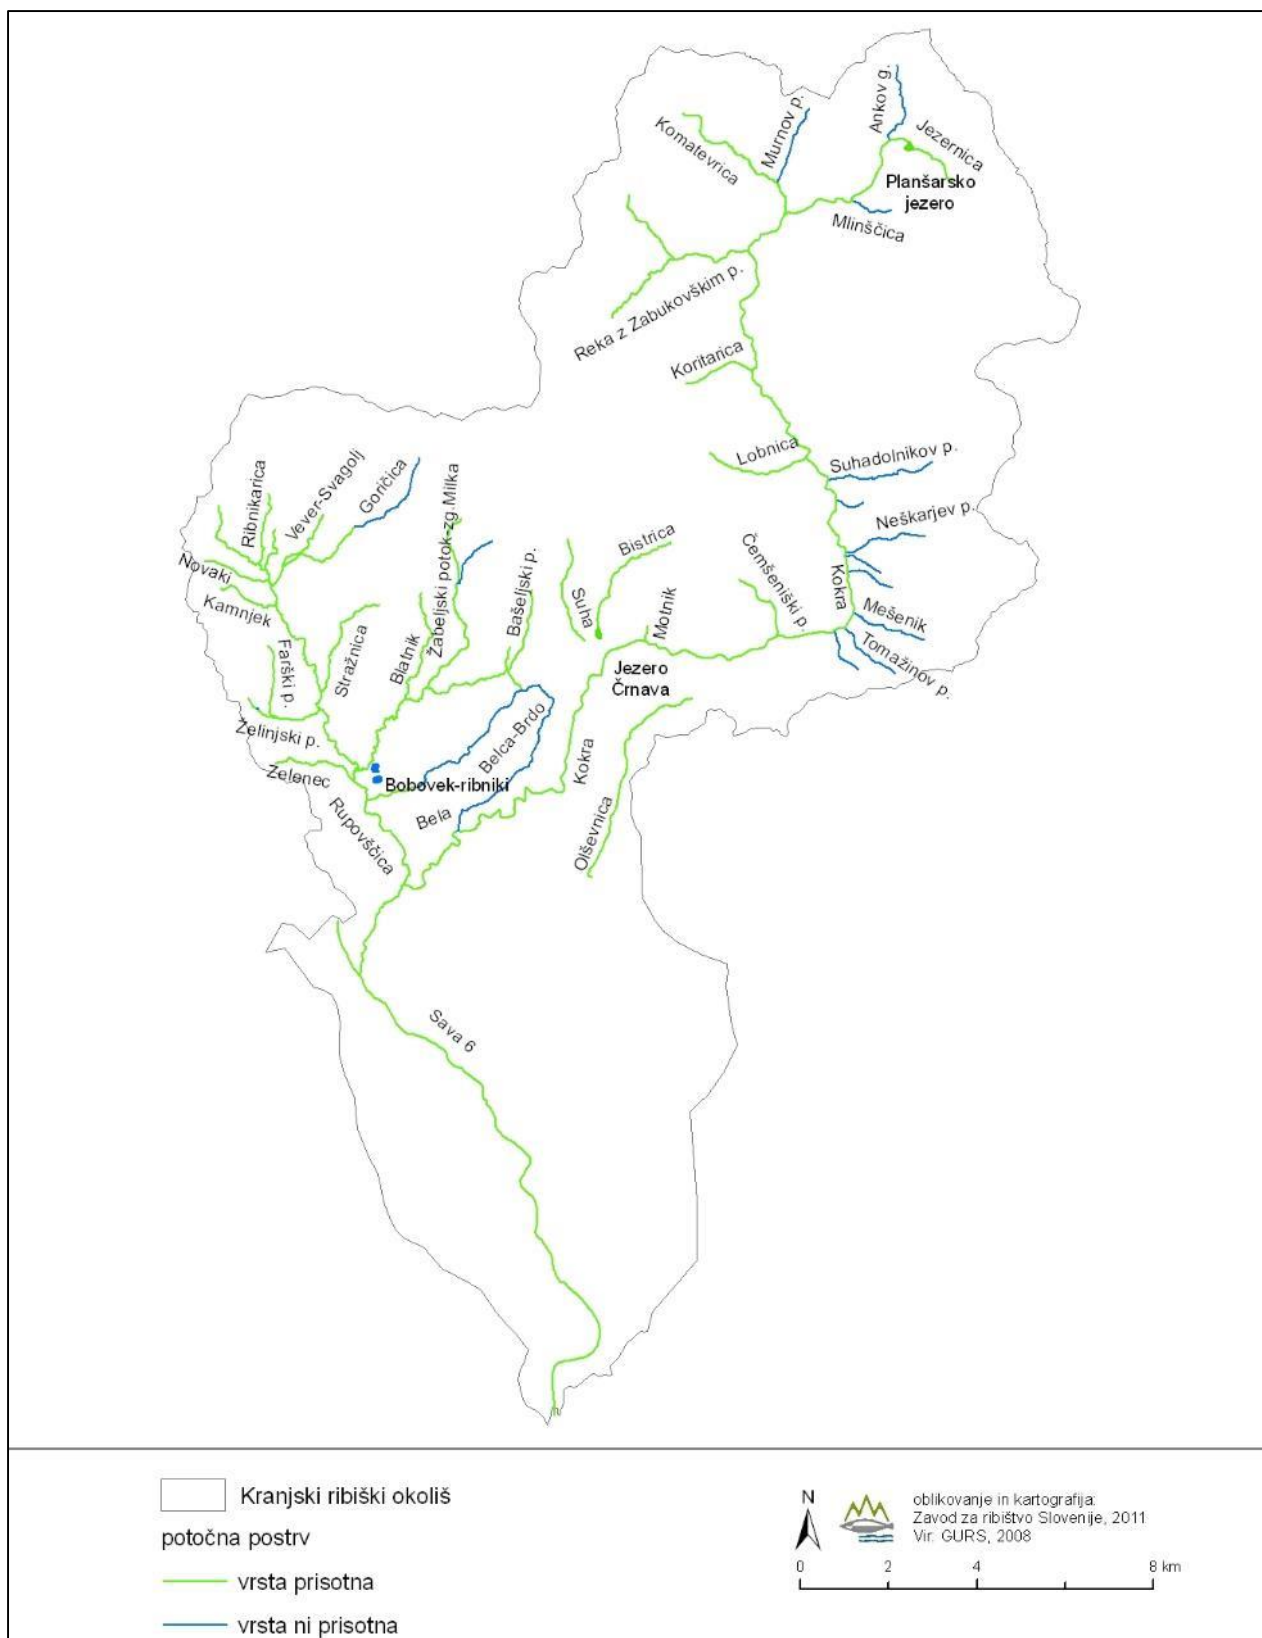 Ankov g.
Murnov p.
Jezernica
Komatevrica
Planšarsko
jezero
Mlinščica
Reka z Zabukovškim p.
Koritarica
Lobnica
Suhadolnikov p.
Ribnikarica
Vever-Svagolj
Goričica
Žabeljski potok-zg.Milka
Neškarjev p.
Bistrica
Čemšeniški p.
Bašeljski p.
Novaki
Kamnjek
Suha
Kokra
Mešenik
Motnik
Blatnik
Stražnica
Farški p.
Tomažinov p.
Jezero
Črnava
Želinjski p.
Belca-Brdo
Kokra
Zelenec
Bobovek-ribniki
Bela
Rupovščica
Olševnica
Sava 6
Kranjski ribiški okoliš
potočna postrv
vrsta prisotna
vrsta ni prisotna
N
oblikovanje in kartografija:
Zavod za ribištvo Slovenije, 2011
Vir: GURS, 2008
0 2 4 8 km